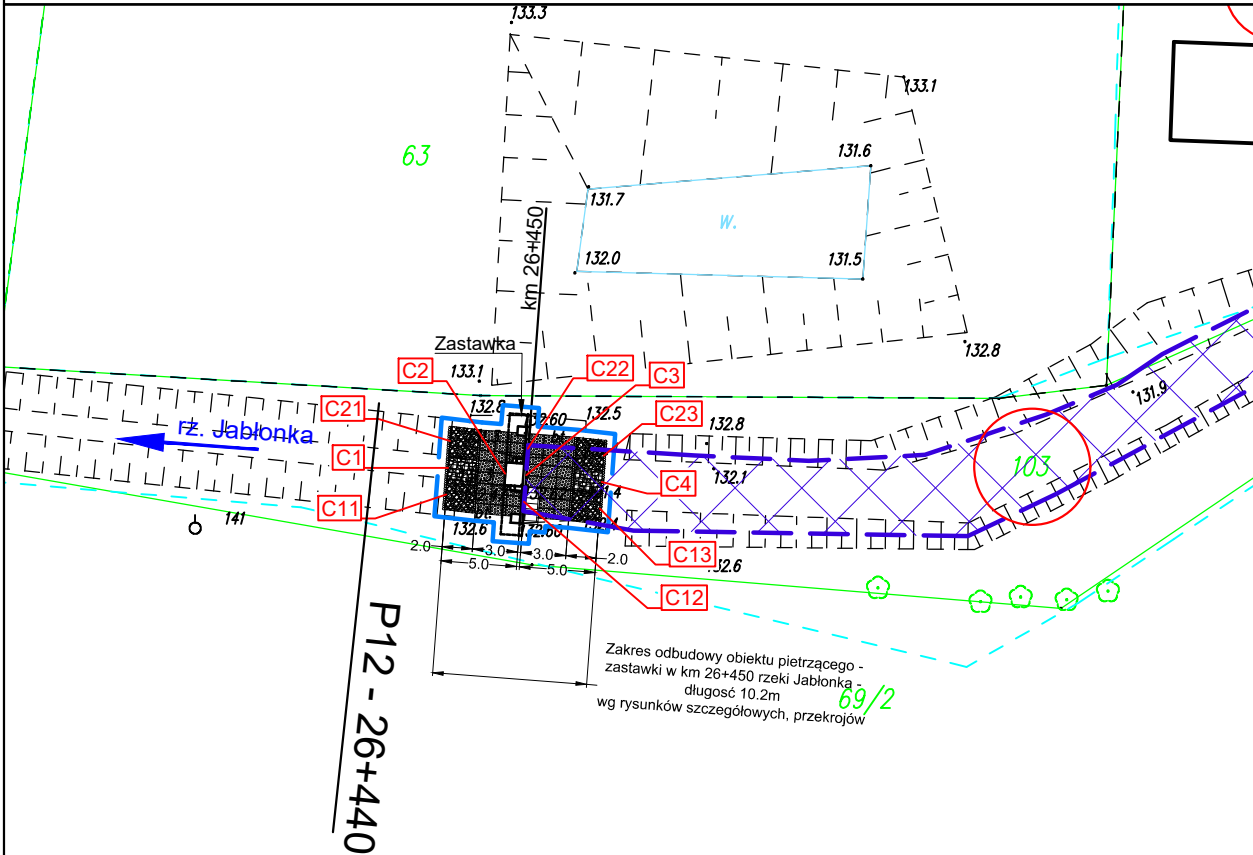 133.3
133.1
63
131.6
131.7
w.
km 26+450
132.0
131.5
Zastawka
132.8
C2
133.1
C22
C3
131.9
C21
132.8
132.60
132.5
C23
132.8
rz. Jabłonka
C1
132.1
103
C4
C11
141
132.6
132.60
C13
132.6
2.0
3.0
3.0
2.0
5.0
5.0
C12
P12 - 26+440
Zakres odbudowy obiektu pietrzącego -
zastawki w km 26+450 rzeki Jabłonka -
długość 10.2m
wg rysunków szczegółowych, przekrojów
69/2